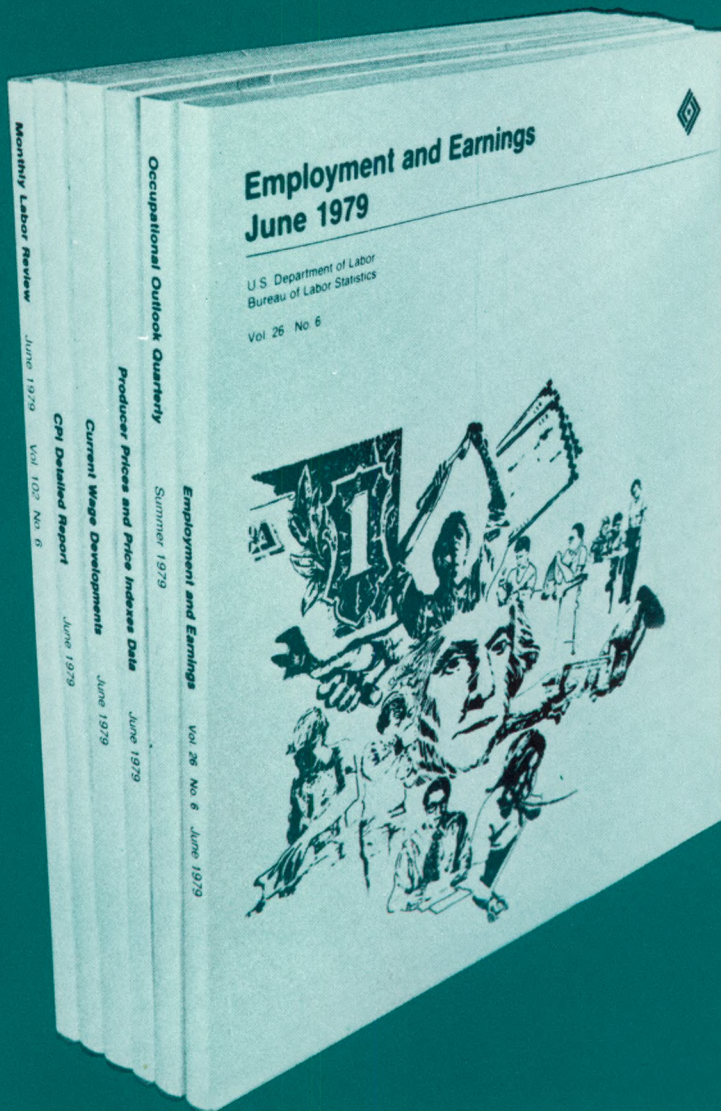 Employment and Earnings
June 1979
U.S. Department of Labor
Bureau of Labor Statistics
Vol. 26 No. 6
1
Monthly Labor Review June 1979 Vol. 102 No. 6
CPI Detailed Report June 1979
Current Wage Developments June 1979
Producer Prices and Price Indexes Data June 1979
Occupational Outlook Quarterly Summer 1979
Employment and Earnings Vol. 26 No. 6 June 1979